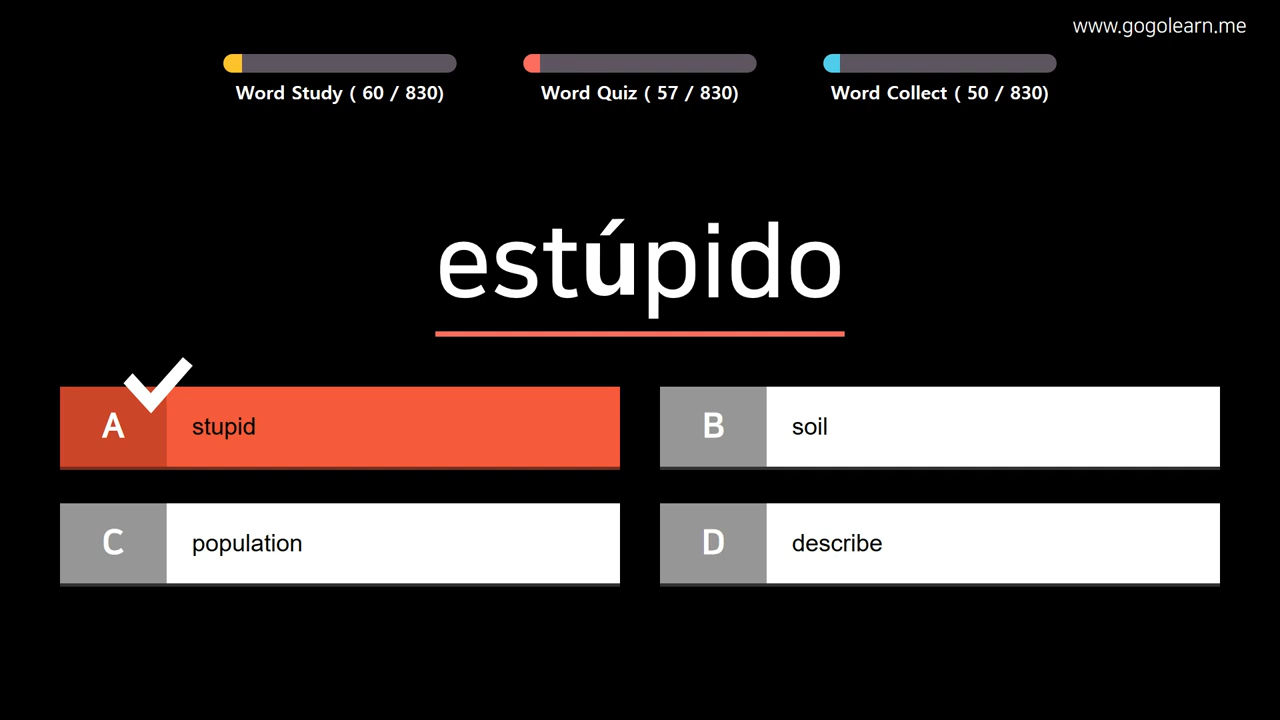 www.gogolearn.me
Word Study ( 60 / 830)
Word Quiz ( 57 / 830)
Word Collect ( 50 / 830)
estúpido
A stupid
B soil
C population
D describe